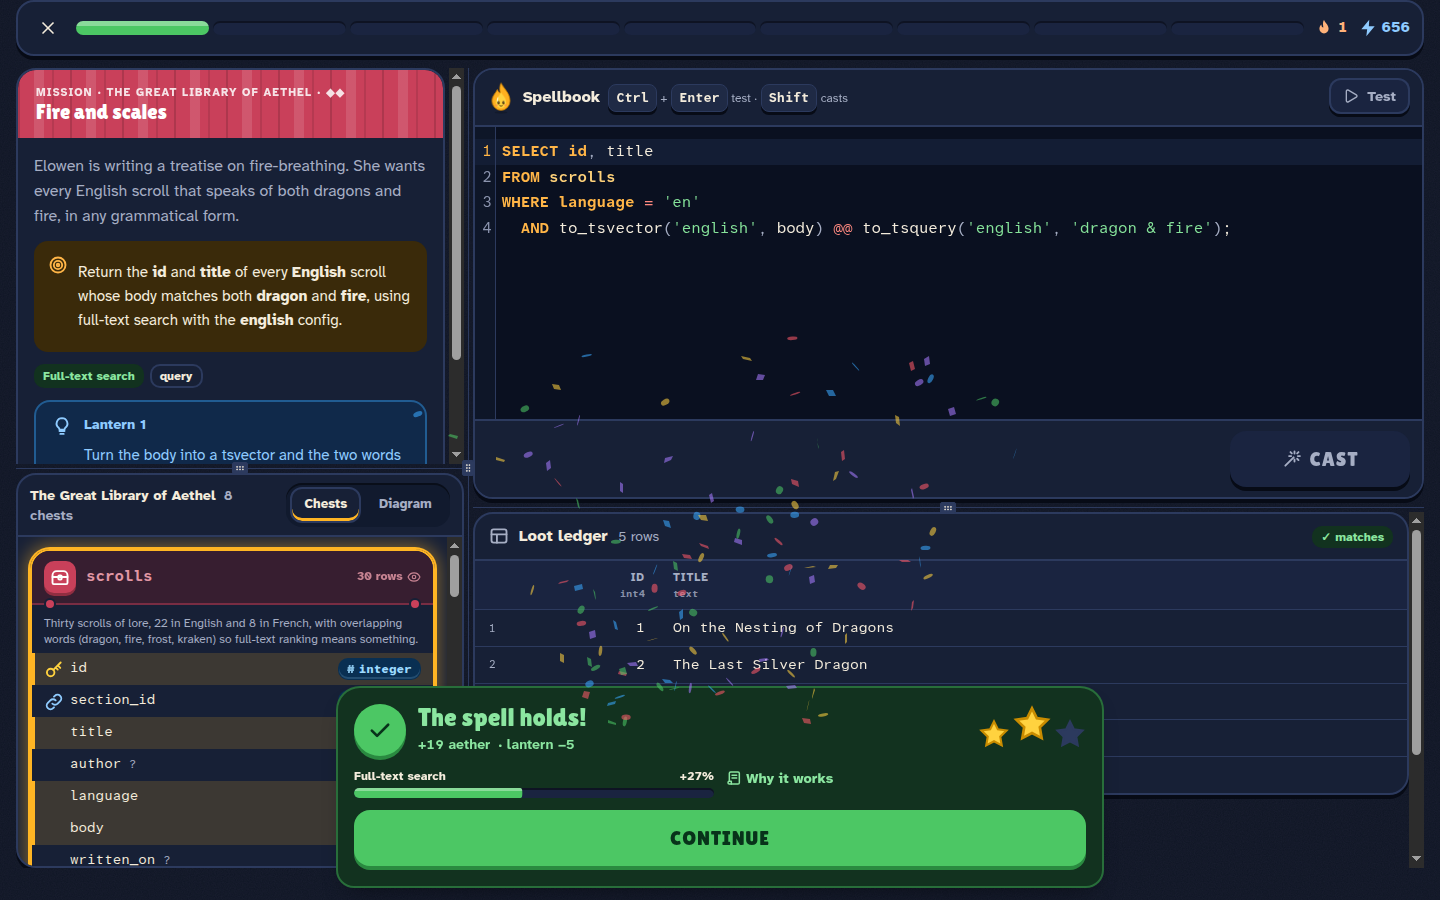 1
656
MISSION · THE GREAT LIBRARY OF AETHEL · ◆◆
Fire and scales
Elowen is writing a treatise on fire-breathing. She wants
every English scroll that speaks of both dragons and
fire, in any grammatical form.
Return the id and title of every English scroll
whose body matches both dragon and fire, using
full-text search with the english config.
Full-text search
query
Lantern 1
Turn the body into a tsvector and the two words
The Great Library of Aethel 8
chests
Chests
Diagram
scrolls
30 rows
Thirty scrolls of lore, 22 in English and 8 in French, with overlapping
words (dragon, fire, frost, kraken) so full-text ranking means something.
id
# integer
section_id
title
author ?
language
body
written_on ?
Spellbook Ctrl + Enter test · Shift casts
Test
1 SELECT id, title
2 FROM scrolls
3 WHERE language = 'en'
4 AND to_tsvector('english', body) @@ to_tsquery('english', 'dragon & fire');
CAST
Loot ledger 5 rows
✓ matches
ID TITLE
int4 text
1 1 On the Nesting of Dragons
2 2 The Last Silver Dragon
The spell holds!
+19 aether · lantern −5
Full-text search +27%
Why it works
CONTINUE